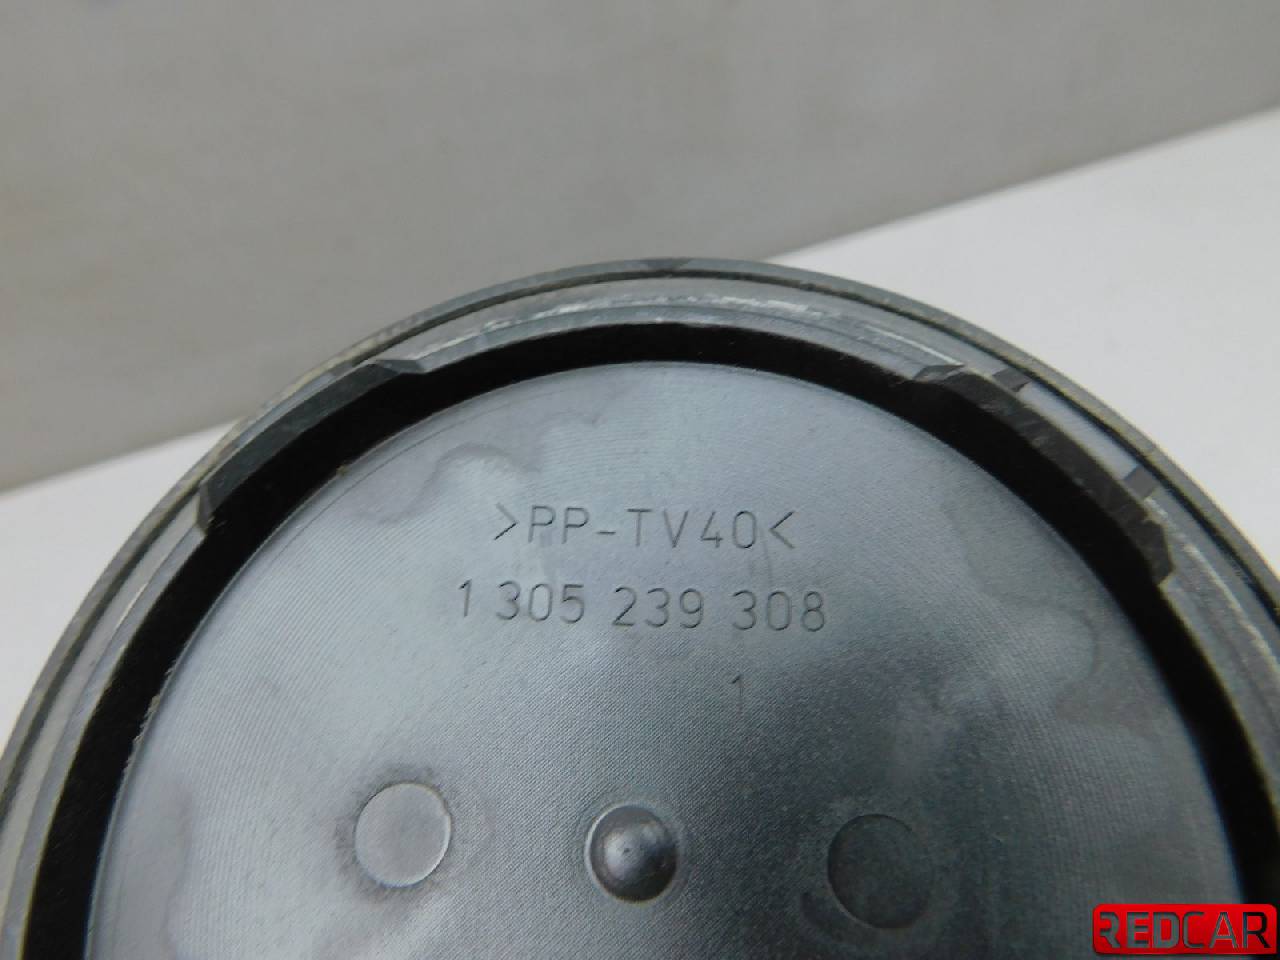 >PP-TV40<
1 305 239 308
1
REDCAR